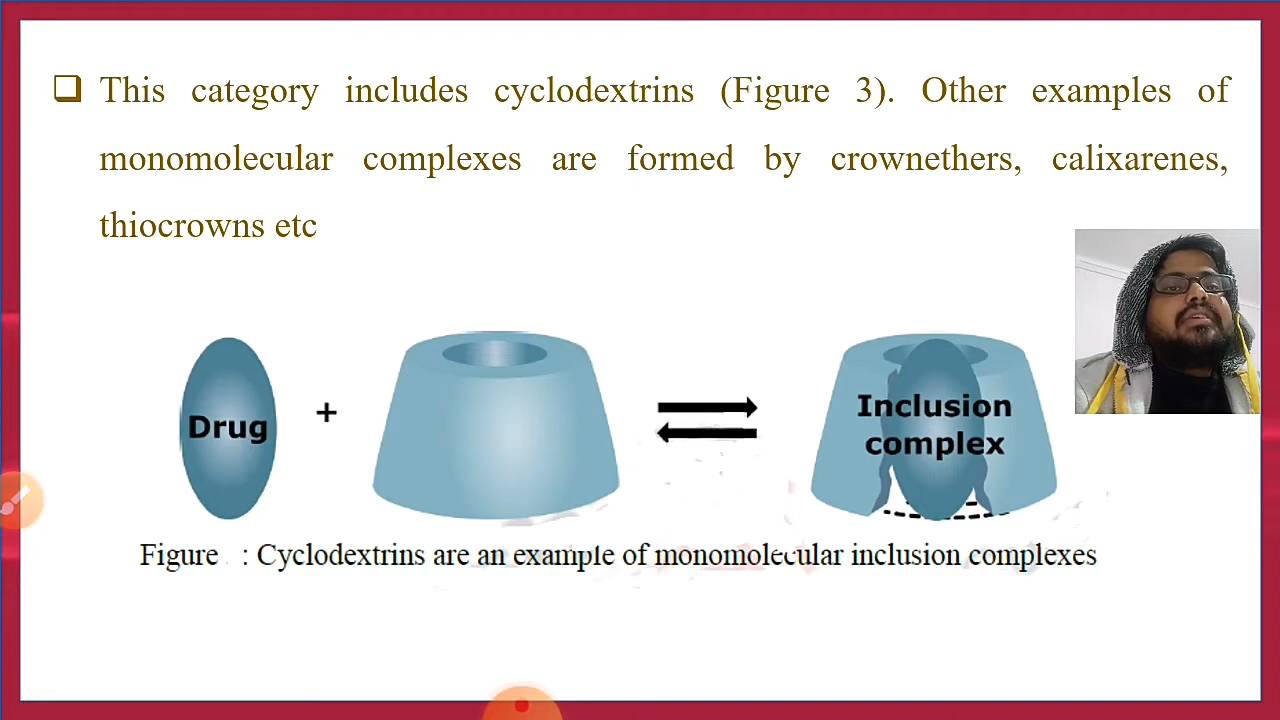 ❑ This category includes cyclodextrins (Figure 3). Other examples of
monomolecular complexes are formed by crownethers, calixarenes,
thiocrowns etc
Drug
+
Inclusion
complex
Figure : Cyclodextrins are an example of monomolecular inclusion complexes